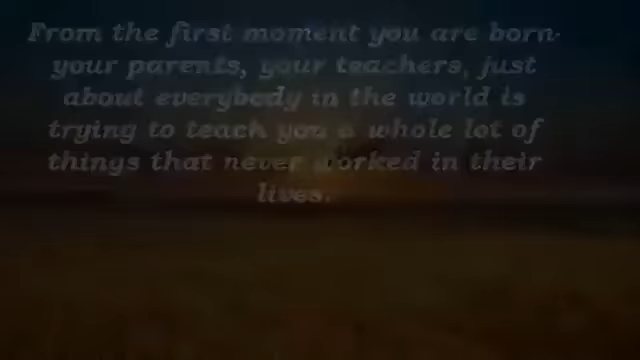 From the first moment you are born-
your parents, your teachers, just
about everybody in the world is
trying to teach you a whole lot of
things that never worked in their
lives.